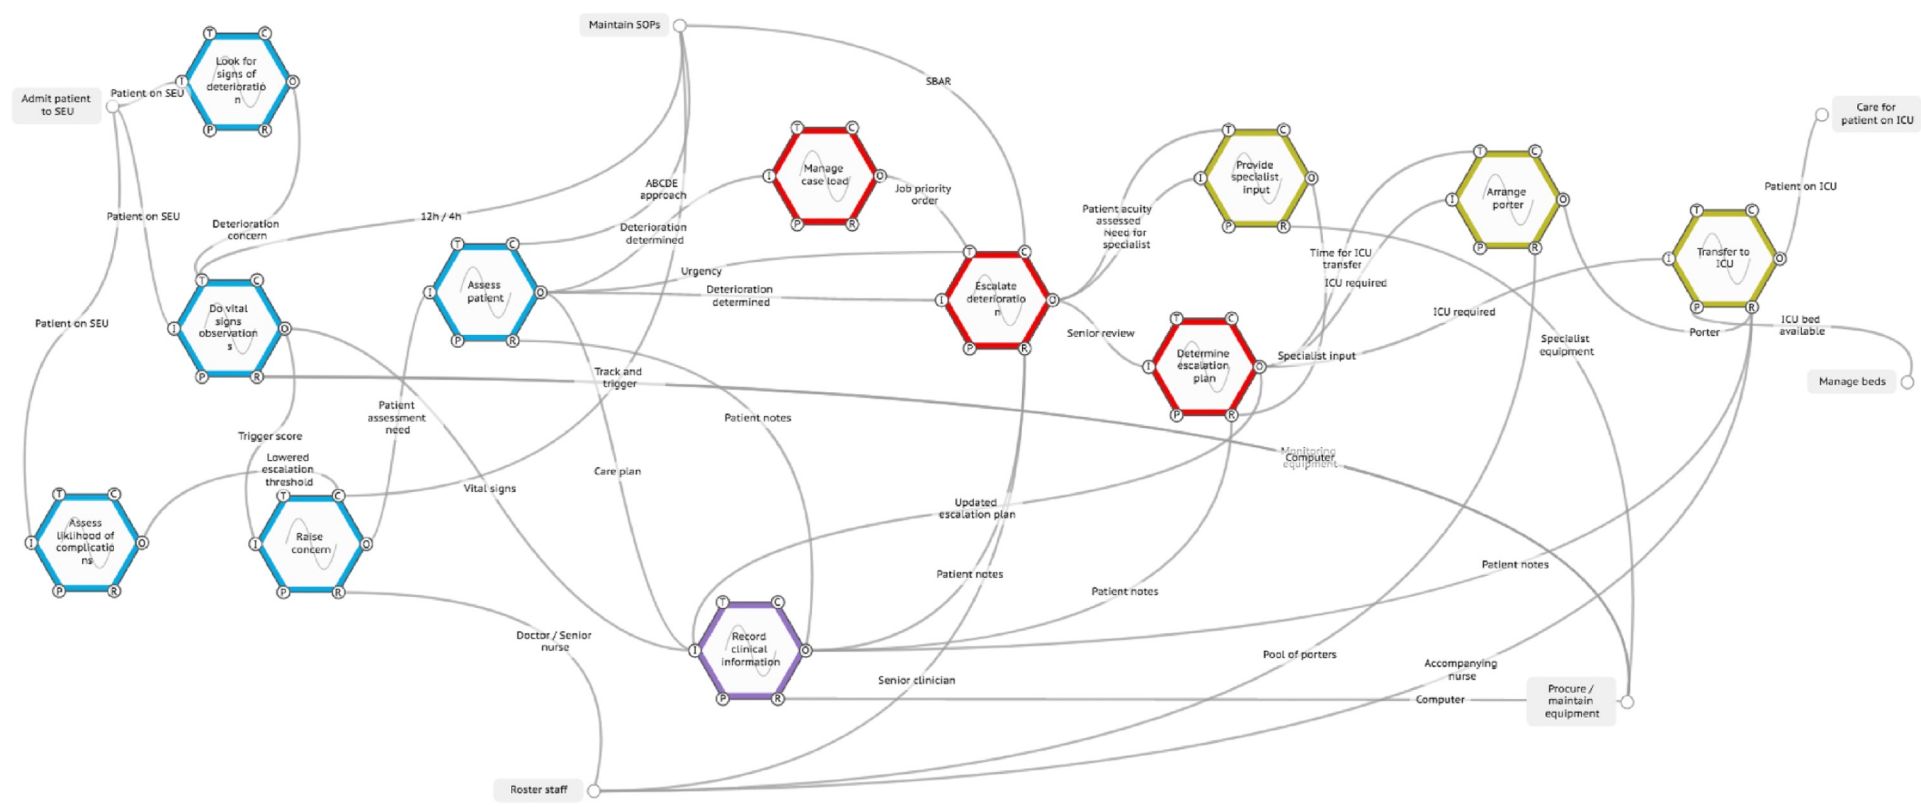 Maintain SOPs
T
C
Look for
signs of
deterioratio
n
I
O
P
R
Patient on SEU
Admit patient
to SEU
SBAR
Care for
patient on ICU
T
C
Manage
case load
I
O
P
R
Job priority
order
T
C
Provide
specialist
input
I
O
P
R
T
C
Arrange
porter
I
O
P
R
Patient on ICU
ABCDE
approach
Patient on SEU
12h / 4h
Deterioration
concern
Deterioration
determined
Patient acuity
assessed
Need for
specialist
T
C
Transfer to
ICU
I
O
P
R
T
C
Assess
patient
I
O
P
R
Urgency
Deterioration
determined
T
C
Escalate
deterioratio
n
I
O
P
R
Time for ICU
transfer
ICU required
ICU required
T
C
Do vital
signs
observation
s
I
O
P
R
Patient on SEU
Senior review
T
C
Determine
escalation
plan
I
O
P
R
Specialist input
Specialist
equipment
Porter
ICU bed
available
Manage beds
Track and
trigger
Patient
assessment
need
Patient notes
Trigger score
Lowered
escalation
threshold
Monitoring
equipment
Computer
Care plan
Vital signs
Updated
escalation plan
T
C
Assess
liklihood of
complicatio
ns
I
O
P
R
T
C
Raise
concern
I
O
P
R
Patient notes
Patient notes
Patient notes
Doctor / Senior
nurse
T
C
Record
clinical
information
I
O
P
R
Senior clinician
Pool of porters
Accompanying
nurse
Computer
Procure /
maintain
equipment
Roster staff